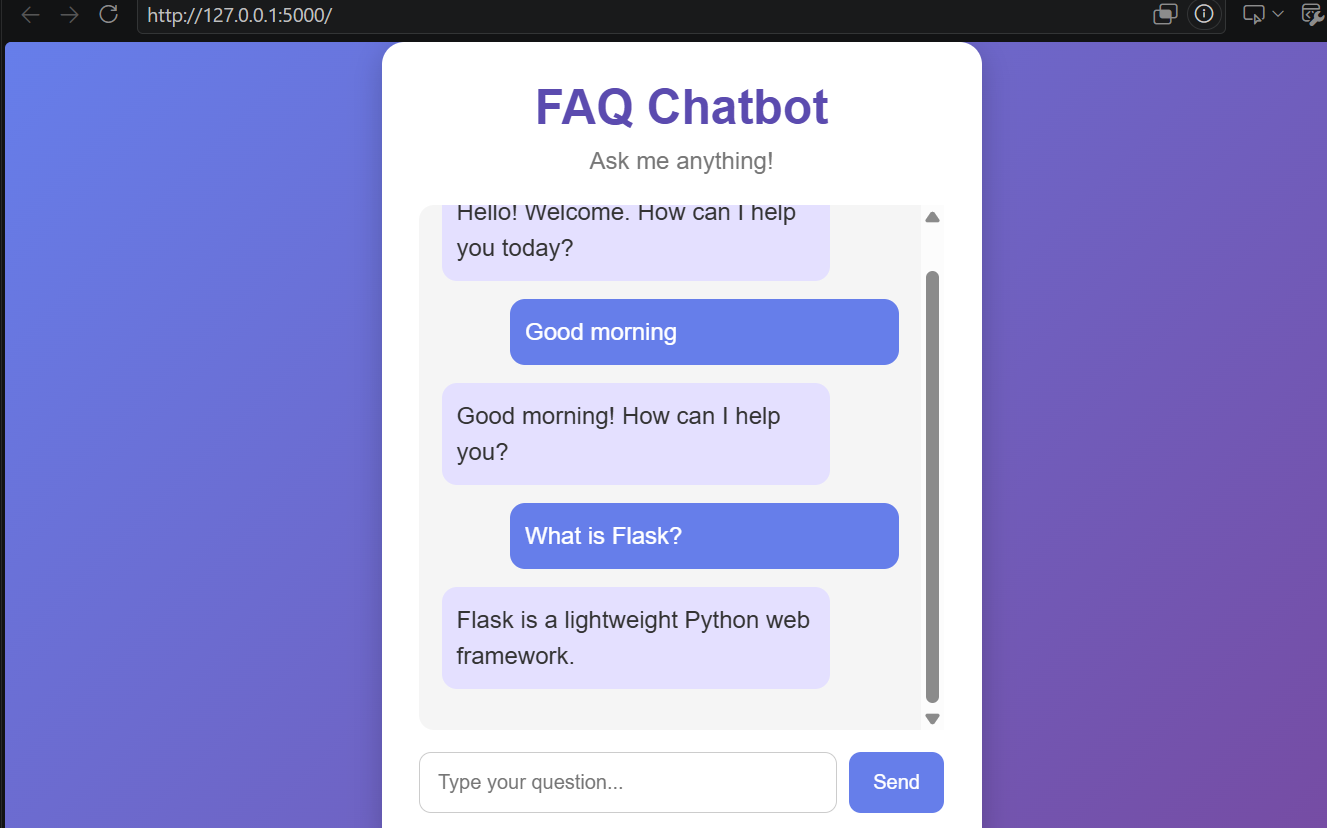 http://127.0.0.1:5000/
FAQ Chatbot
Ask me anything!
Hello! Welcome. How can I help
you today?
Good morning
Good morning! How can I help
you?
What is Flask?
Flask is a lightweight Python web
framework.
Type your question...
Send